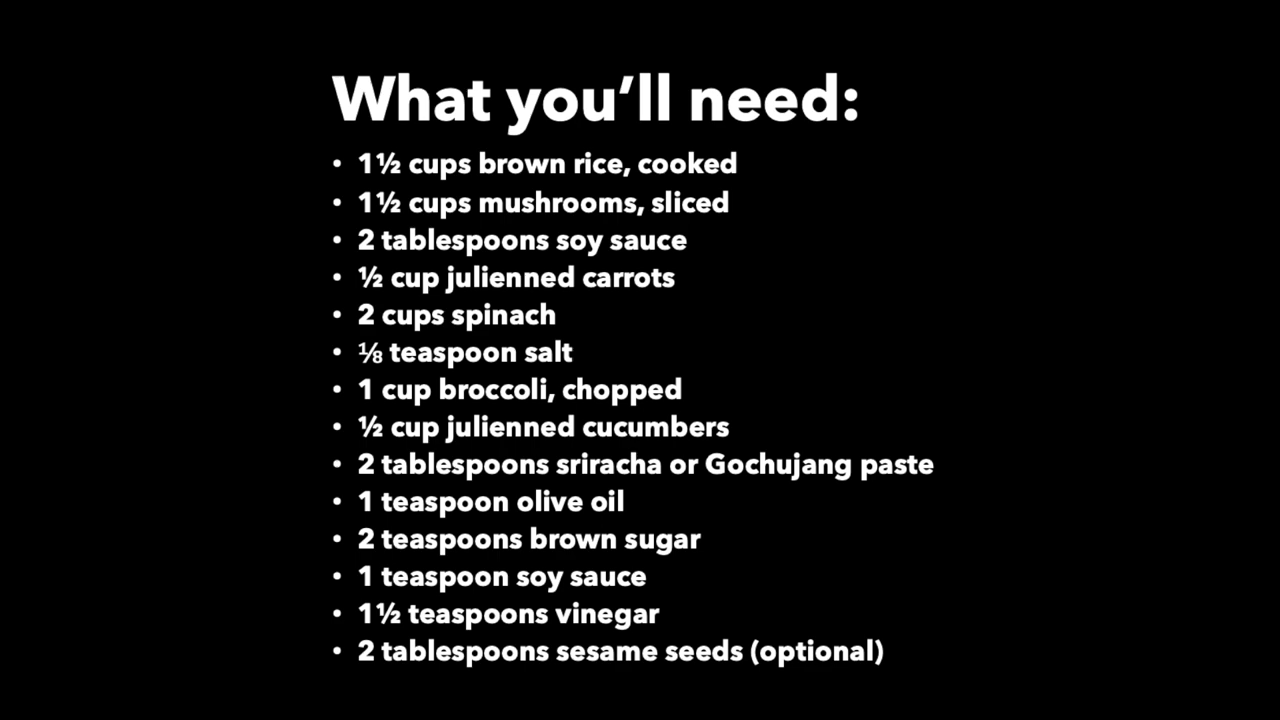 What you’ll need:
• 1½ cups brown rice, cooked
• 1½ cups mushrooms, sliced
• 2 tablespoons soy sauce
• ½ cup julienned carrots
• 2 cups spinach
• ⅛ teaspoon salt
• 1 cup broccoli, chopped
• ½ cup julienned cucumbers
• 2 tablespoons sriracha or Gochujang paste
• 1 teaspoon olive oil
• 2 teaspoons brown sugar
• 1 teaspoon soy sauce
• 1½ teaspoons vinegar
• 2 tablespoons sesame seeds (optional)